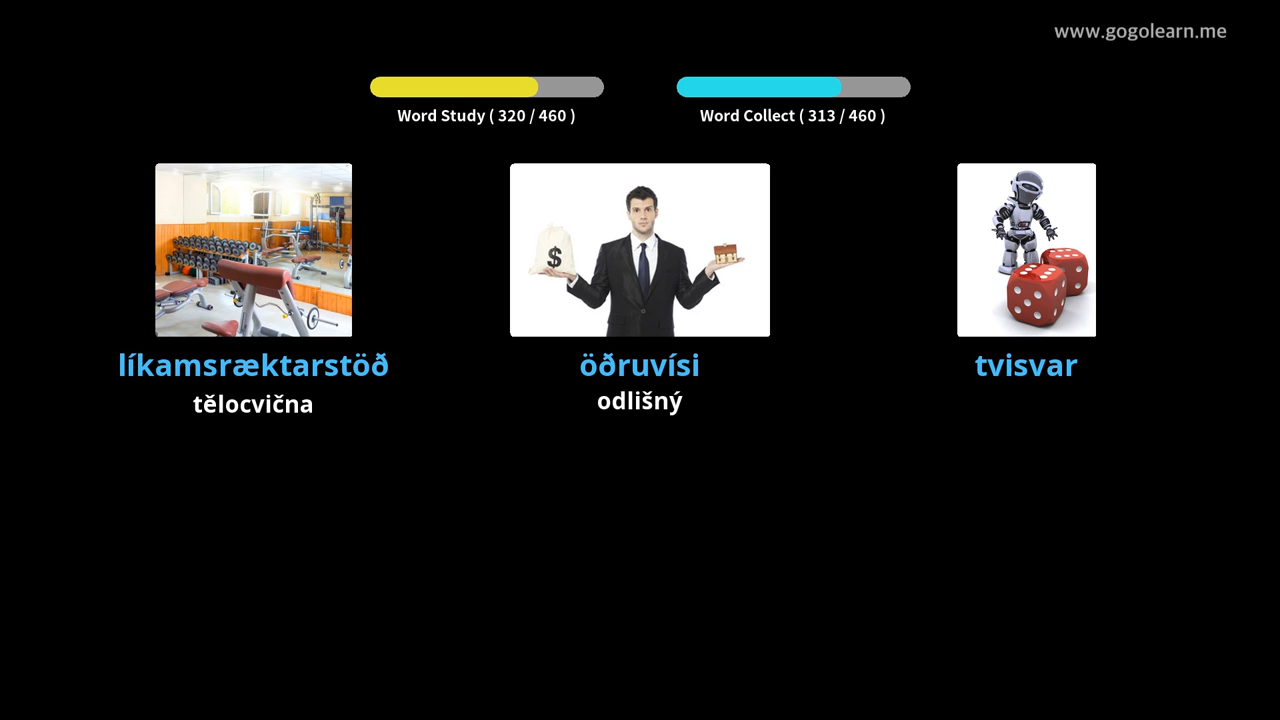 www.gogolearn.me
Word Study ( 320 / 460 )
Word Collect ( 313 / 460 )
$
líkamsræktarstöð
öðruvísi
tvisvar
tělocvična
odlišný